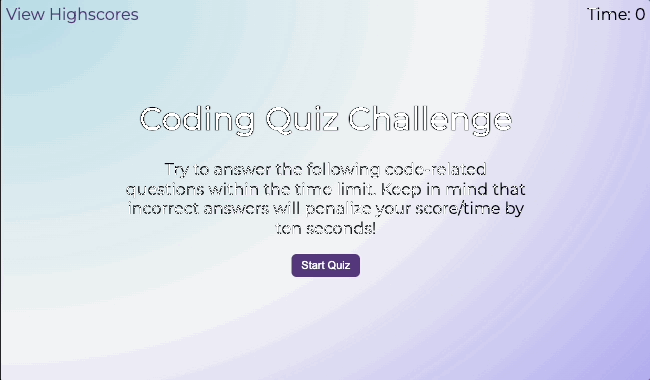 View Highscores
Time: 0
Coding Quiz Challenge
Try to answer the following code-related
questions within the time limit. Keep in mind that
incorrect answers will penalize your score/time by
ten seconds!
Start Quiz